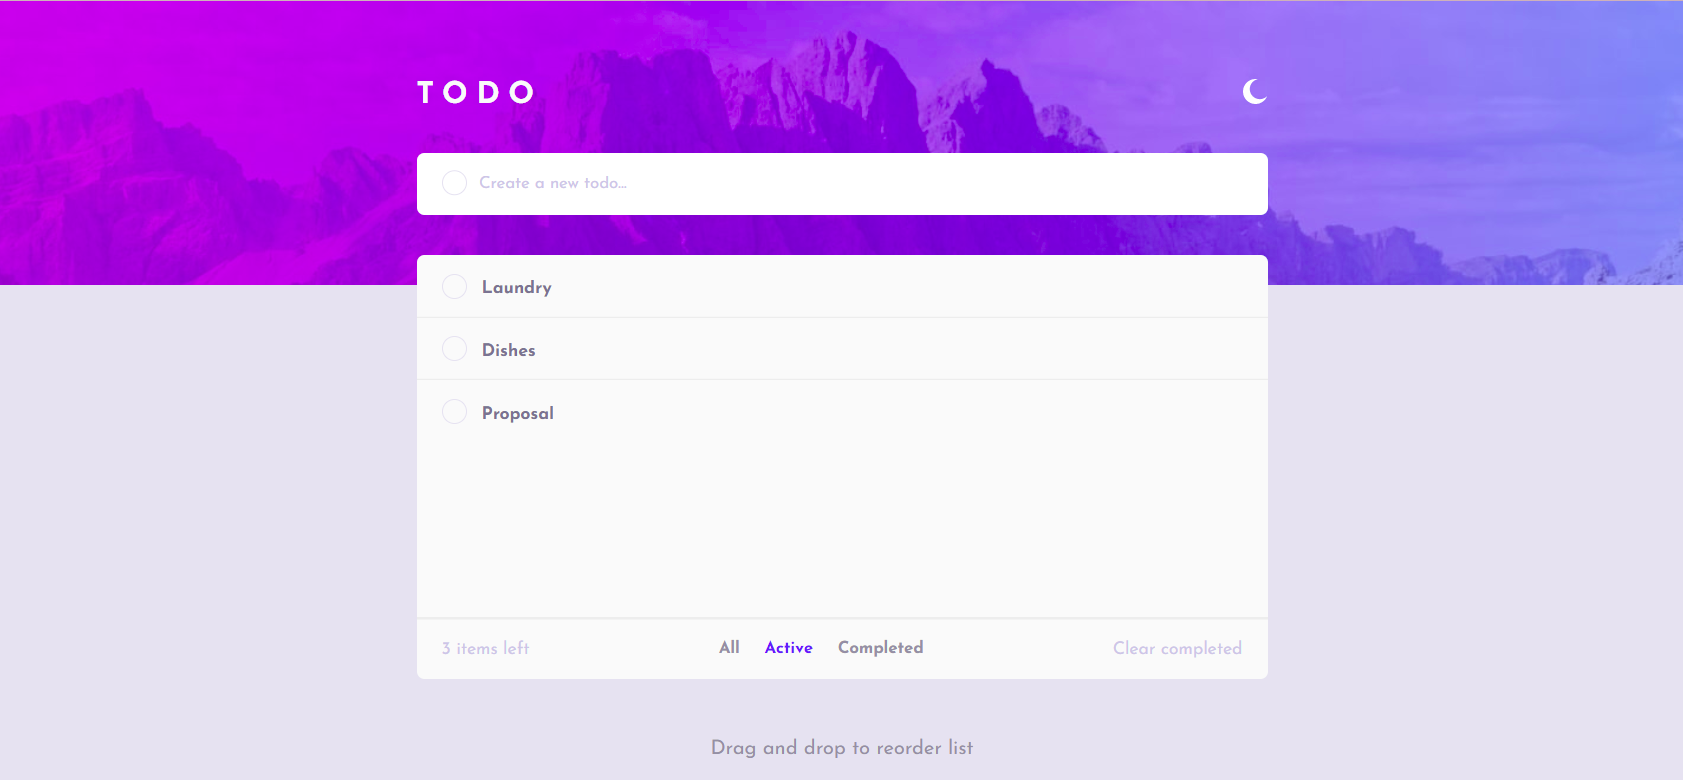 TODO
Create a new todo...
Laundry
Dishes
Proposal
3 items left All Active Completed Clear completed
Drag and drop to reorder list